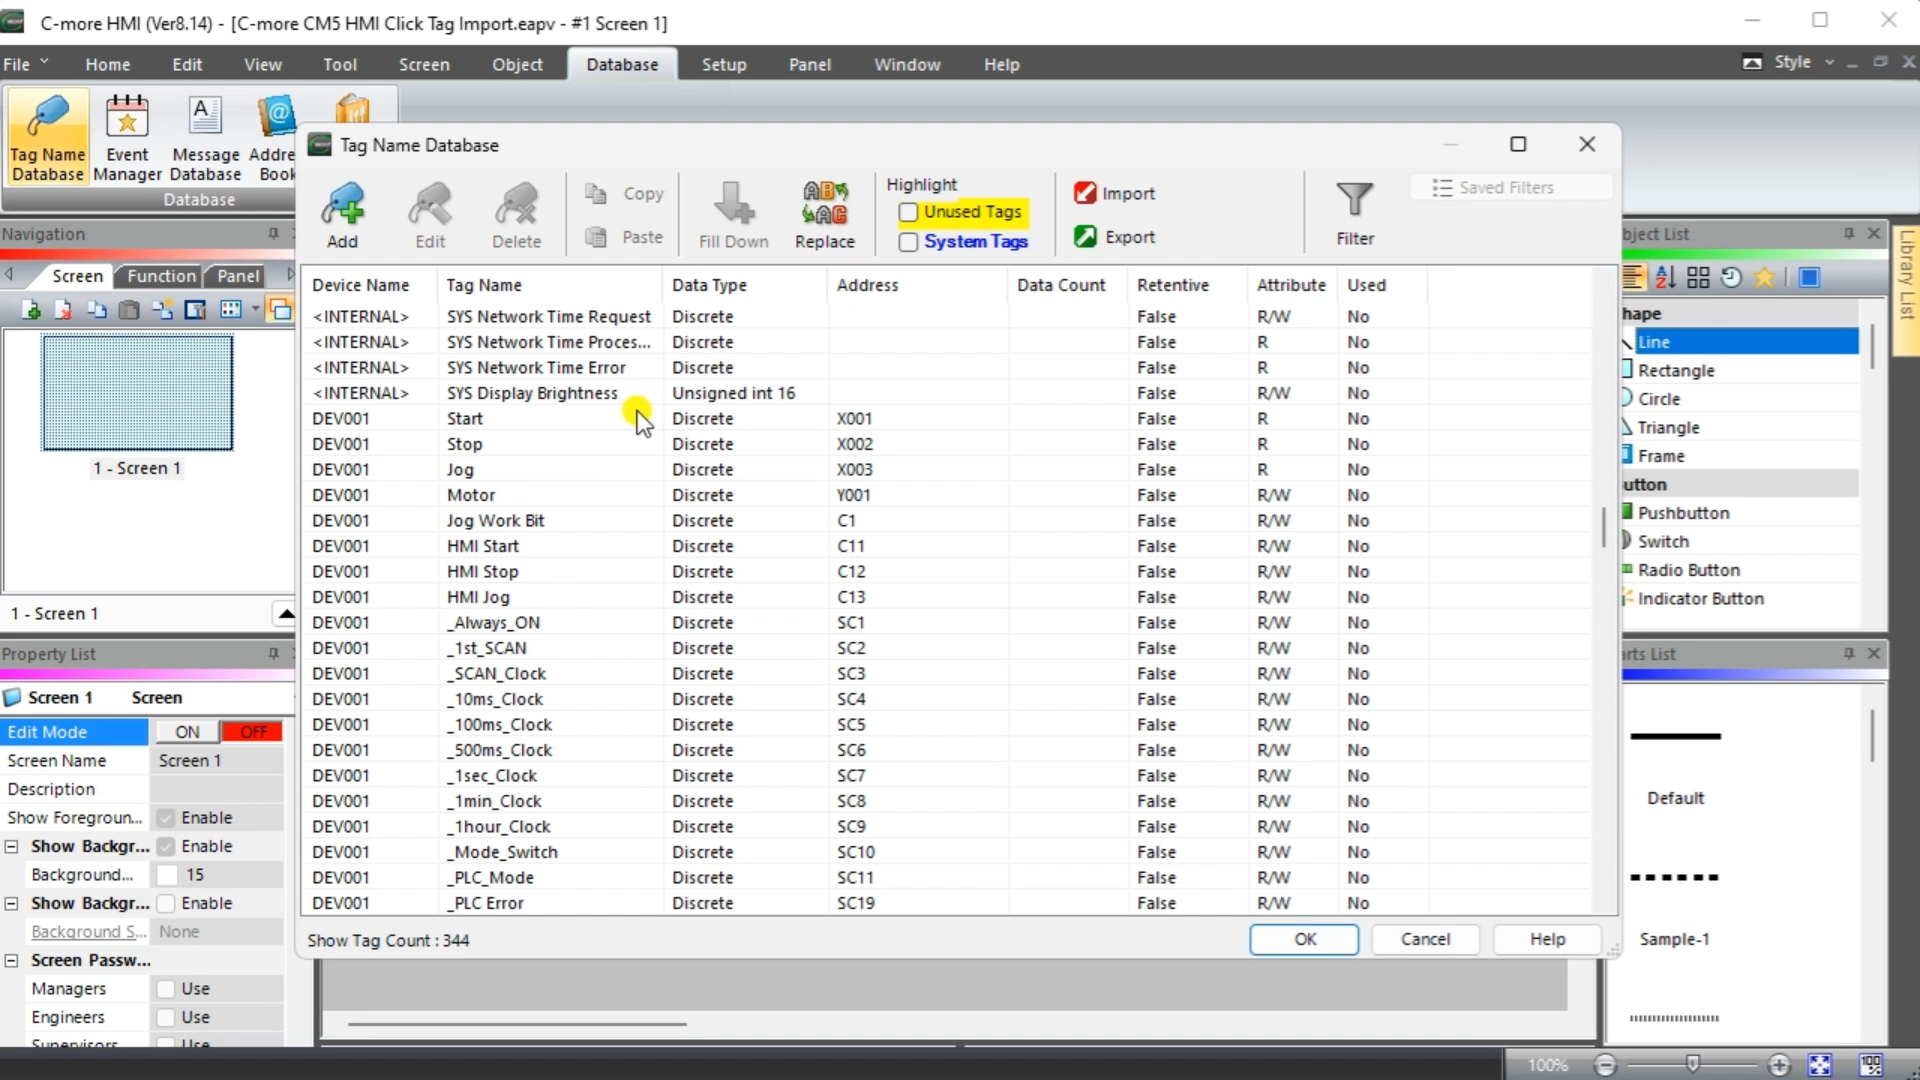 C-more HMI (Ver8.14) - [C-more CM5 HMI Click Tag Import.eapv - #1 Screen 1]
File Home Edit View Tool Screen Object Database Setup Panel Window Help Style
Tag Name Database
Event Manager
Message Database
Addre Book
Database
Tag Name Database
Add Edit Delete Copy Paste Fill Down Replace
Highlight
Unused Tags
System Tags
Import
Export
Filter
Saved Filters
Device Name Tag Name Data Type Address Data Count Retentive Attribute Used
<INTERNAL> SYS Network Time Request Discrete False R/W No
<INTERNAL> SYS Network Time Proces... Discrete False R No
<INTERNAL> SYS Network Time Error Discrete False R No
<INTERNAL> SYS Display Brightness Unsigned int 16 False R/W No
DEV001 Start Discrete X001 False R No
DEV001 Stop Discrete X002 False R No
DEV001 Jog Discrete X003 False R No
DEV001 Motor Discrete Y001 False R/W No
DEV001 Jog Work Bit Discrete C1 False R/W No
DEV001 HMI Start Discrete C11 False R/W No
DEV001 HMI Stop Discrete C12 False R/W No
DEV001 HMI Jog Discrete C13 False R/W No
DEV001 _Always_ON Discrete SC1 False R/W No
DEV001 _1st_SCAN Discrete SC2 False R/W No
DEV001 _SCAN_Clock Discrete SC3 False R/W No
DEV001 _10ms_Clock Discrete SC4 False R/W No
DEV001 _100ms_Clock Discrete SC5 False R/W No
DEV001 _500ms_Clock Discrete SC6 False R/W No
DEV001 _1sec_Clock Discrete SC7 False R/W No
DEV001 _1min_Clock Discrete SC8 False R/W No
DEV001 _1hour_Clock Discrete SC9 False R/W No
DEV001 _Mode_Switch Discrete SC10 False R/W No
DEV001 _PLC_Mode Discrete SC11 False R/W No
DEV001 _PLC Error Discrete SC19 False R/W No
Show Tag Count : 344
OK Cancel Help
Navigation
Screen Function Panel
1 - Screen 1
1 - Screen 1
Property List
Screen 1 Screen
Edit Mode ON OFF
Screen Name Screen 1
Description
Show Foregroun... Enable
Show Backgr... Enable
Background... 15
Show Backgr... Enable
Background S... None
Screen Passw...
Managers Use
Engineers Use
Supervisors Use
bject List
hape
Line
Rectangle
Circle
Triangle
Frame
utton
Pushbutton
Switch
Radio Button
Indicator Button
Library List
arts List
Default
Sample-1
100%